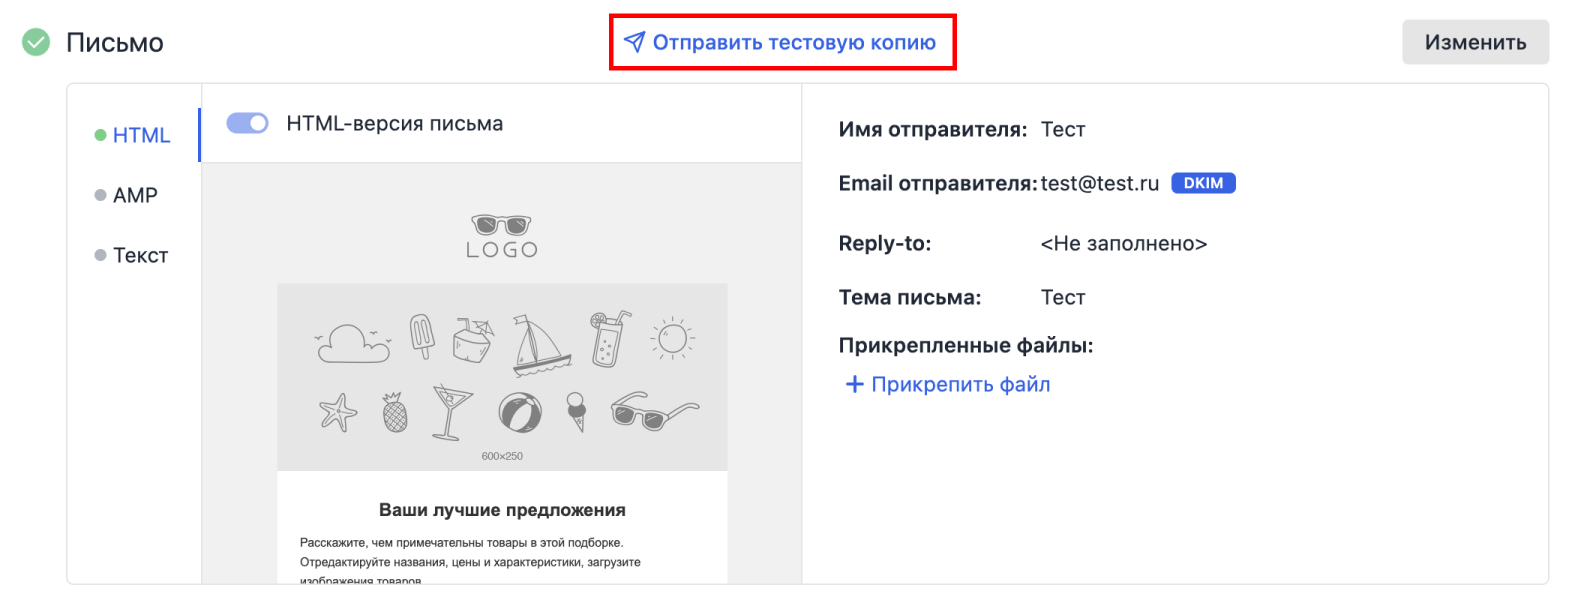 Письмо
Отправить тестовую копию
Изменить
HTML
AMP
Текст
HTML-версия письма
LOGO
600×250
Ваши лучшие предложения
Расскажите, чем примечательны товары в этой подборке.
Отредактируйте названия, цены и характеристики, загрузите
изображения товаров
Имя отправителя: Тест
Email отправителя: test@test.ru DKIM
Reply-to: <Не заполнено>
Тема письма: Тест
Прикрепленные файлы:
+ Прикрепить файл